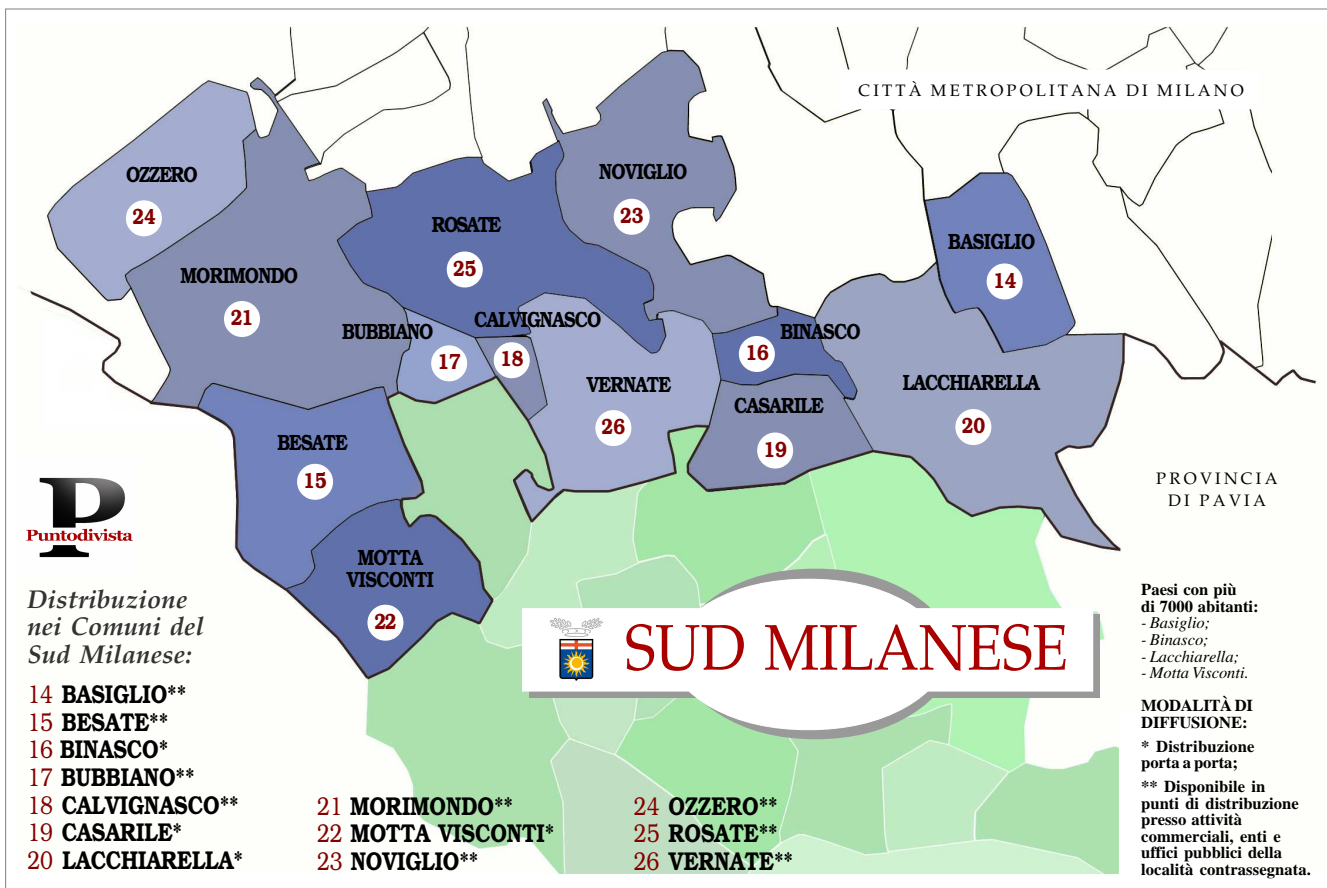 CITTÀ METROPOLITANA DI MILANO
OZZERO
24
NOVIGLIO
23
ROSATE
25
BASIGLIO
14
MORIMONDO
21
BUBBIANO
17
CALVIGNASCO
18
BINASCO
16
VERNATE
26
LACCHIARELLA
20
CASARILE
19
BESATE
15
MOTTA
VISCONTI
22
PROVINCIA
DI PAVIA
P
Puntodivista
SUD MILANESE
Distribuzione
nei Comuni del
Sud Milanese:
14 BASIGLIO**
15 BESATE**
16 BINASCO*
17 BUBBIANO**
18 CALVIGNASCO**
19 CASARILE*
20 LACCHIARELLA*
21 MORIMONDO**
22 MOTTA VISCONTI*
23 NOVIGLIO**
24 OZZERO**
25 ROSATE**
26 VERNATE**
Paesi con più
di 7000 abitanti:
- Basiglio;
- Binasco;
- Lacchiarella;
- Motta Visconti.
MODALITÀ DI
DIFFUSIONE:
* Distribuzione
porta a porta;
** Disponibile in
punti di distribuzione
presso attività
commerciali, enti e
uffici pubblici della
località contrassegnata.